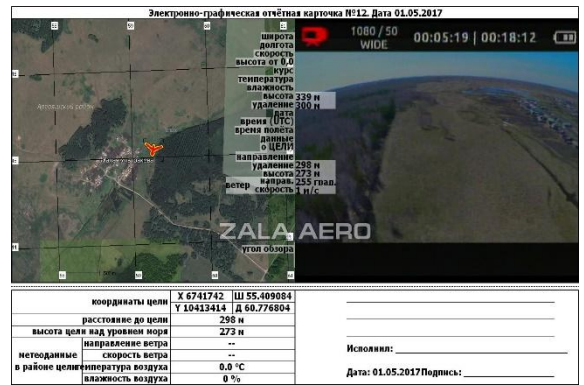 Электронно-графическая отчётная карточка №12. Дата 01.05.2017
широта
долгота
скорость
высота от 0,0
курс
температура
влажность
высота 339 м
удаление 300 м
дата
время (UTC)
время полёта
данные
о ЦЕЛИ
направление
удаление 298 м
высота 273 м
ветер направ. 255 град.
скорость 1 м/с
угол обзора
1080 / 50
WIDE
00:05:19 | 00:18:12
ZALA AERO
координаты цели X 6741742 Ш 55.409084
Y 10413414 Д 60.776804
расстояние до цели 298 м
высота цели над уровнем моря 273 м
метеоданные в районе цели
направление ветра --
скорость ветра --
температура воздуха 0.0 °C
влажность воздуха 0 %
Исполнил:
Дата: 01.05.2017 Подпись: